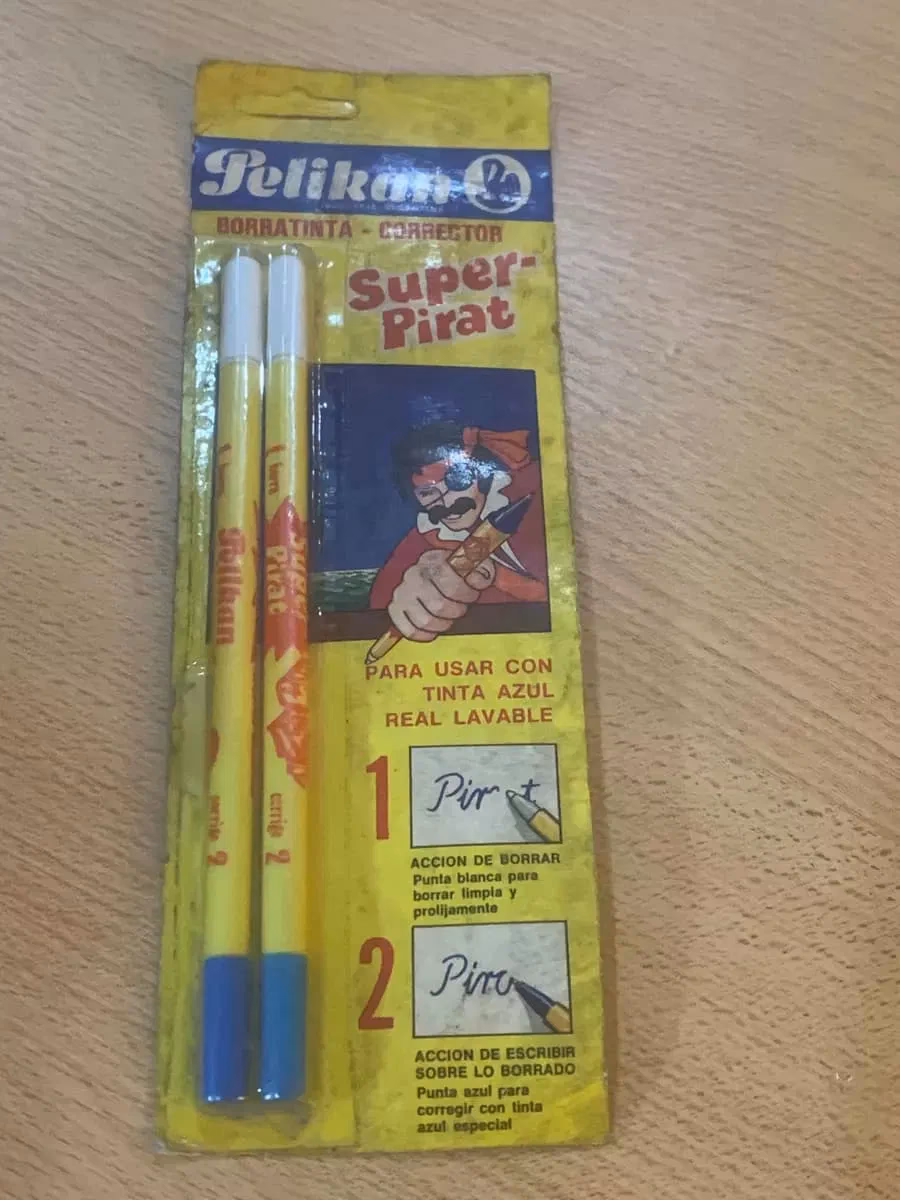 Pelikan
BORRATINTA - CORRECTOR
Super-
Pirat
1
Pelikan
2
1
Super
Pirat
2
PARA USAR CON
TINTA AZUL
REAL LAVABLE
1
Pir t
ACCION DE BORRAR
Punta blanca para
borrar limpia y
prolijamente
2
Pira
ACCION DE ESCRIBIR
SOBRE LO BORRADO
Punta azul para
corregir con tinta
azul especial